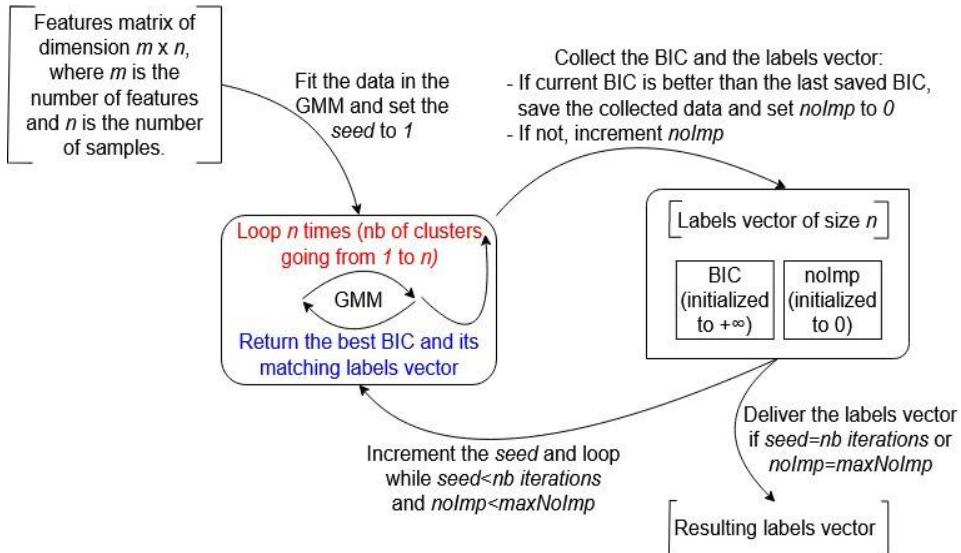 Features matrix of
dimension m x n,
where m is the
number of features
and n is the number
of samples.
Fit the data in the
GMM and set the
seed to 1
Collect the BIC and the labels vector:
- If current BIC is better than the last saved BIC,
save the collected data and set noImp to 0
- If not, increment noImp
Loop n times (nb of clusters
going from 1 to n)
GMM
Return the best BIC and its
matching labels vector
Labels vector of size n
BIC
(initialized
to +∞)
noImp
(initialized
to 0)
Increment the seed and loop
while seed<nb iterations
and noImp<maxNoImp
Deliver the labels vector
if seed=nb iterations or
noImp=maxNoImp
Resulting labels vector